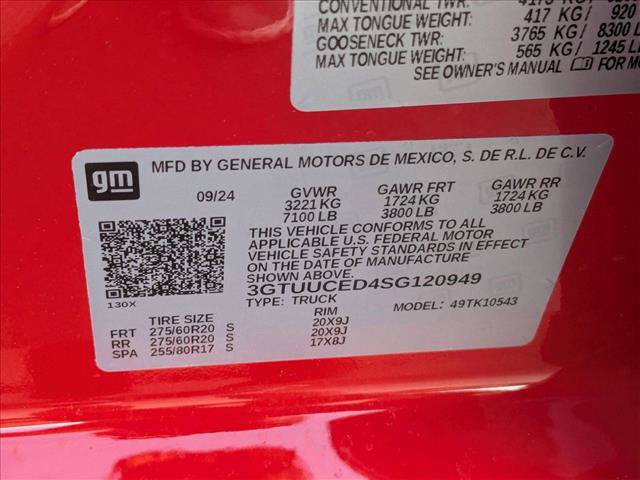 CONVENTIONAL TWR:
MAX TONGUE WEIGHT: 417 KG/ 920
GOOSENECK TWR: 3765 KG/ 8300 L
MAX TONGUE WEIGHT: 565 KG/ 1245 LB
SEE OWNER'S MANUAL FOR MO
gm
MFD BY GENERAL MOTORS DE MEXICO, S. DE R.L. DE C.V.
09/24 GVWR GAWR FRT GAWR RR
3221 KG 1724 KG 1724 KG
7100 LB 3800 LB 3800 LB
THIS VEHICLE CONFORMS TO ALL
APPLICABLE U.S. FEDERAL MOTOR
VEHICLE SAFETY STANDARDS IN EFFECT
ON THE DATE OF MANUFACTURE
SHOWN ABOVE.
3GTUUCED4SG120949
130X
TYPE: TRUCK MODEL: 49TK10543
TIRE SIZE RIM
FRT 275/60R20 S 20X9J
RR 275/60R20 S 20X9J
SPA 255/80R17 S 17X8J